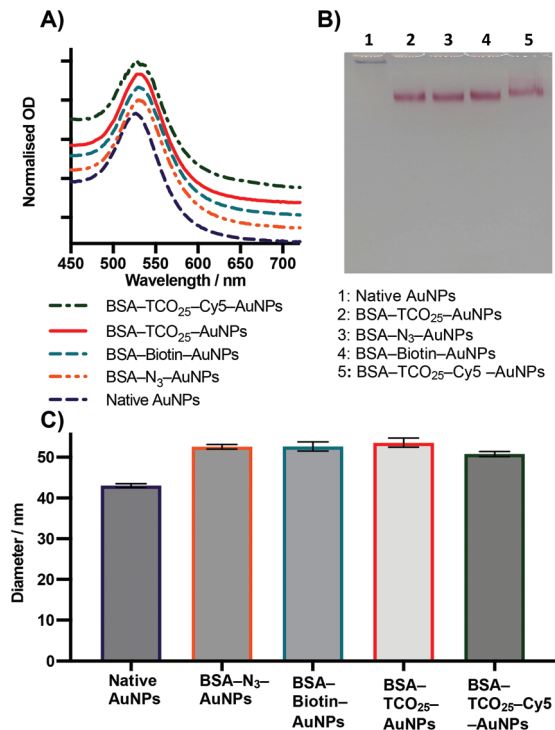 A)
Normalised OD
450 500 550 600 650 700
Wavelength / nm
BSA–TCO25–Cy5–AuNPs
BSA–TCO25–AuNPs
BSA–Biotin–AuNPs
BSA–N3–AuNPs
Native AuNPs
B)
1 2 3 4 5
1: Native AuNPs
2: BSA–TCO25–AuNPs
3: BSA–N3–AuNPs
4: BSA–Biotin–AuNPs
5: BSA–TCO25–Cy5 –AuNPs
C)
Diameter / nm
50
40
30
20
10
0
Native
AuNPs
BSA–N3–
AuNPs
BSA–
Biotin–
AuNPs
BSA–
TCO25–
AuNPs
BSA–
TCO25–Cy5
–AuNPs